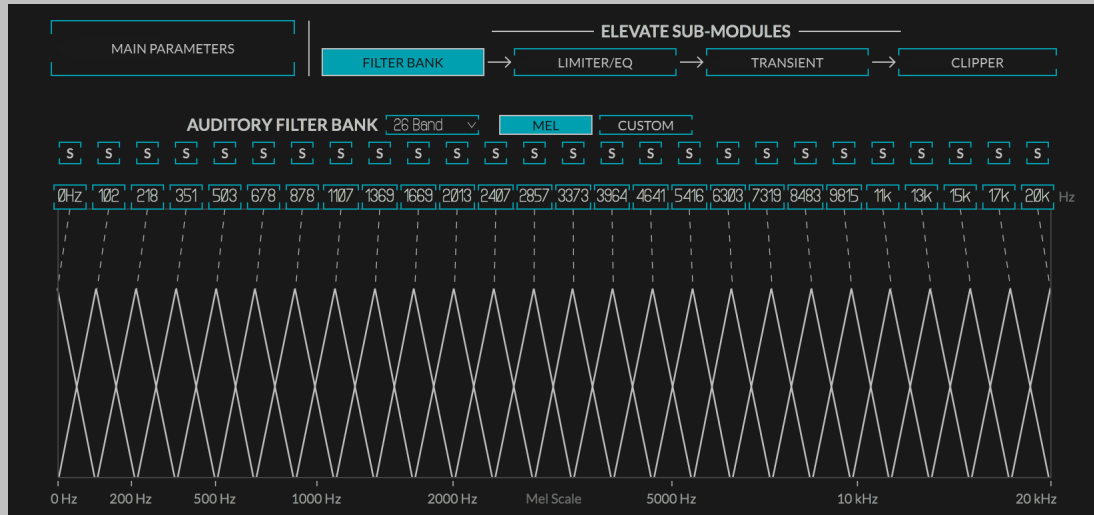 ELEVATE SUB-MODULES
MAIN PARAMETERS FILTER BANK LIMITER/EQ TRANSIENT CLIPPER
AUDITORY FILTER BANK 26 Band MEL CUSTOM
S S S S S S S S S S S S S S S S S S S S S S S S S S
0Hz 102 218 351 503 678 878 1107 1369 1669 2013 2407 2857 3373 3964 4641 5416 6303 7319 8483 9815 11k 13k 15k 17k 20k Hz
0 Hz 200 Hz 500 Hz 1000 Hz 2000 Hz Mel Scale 5000 Hz 10 kHz 20 kHz